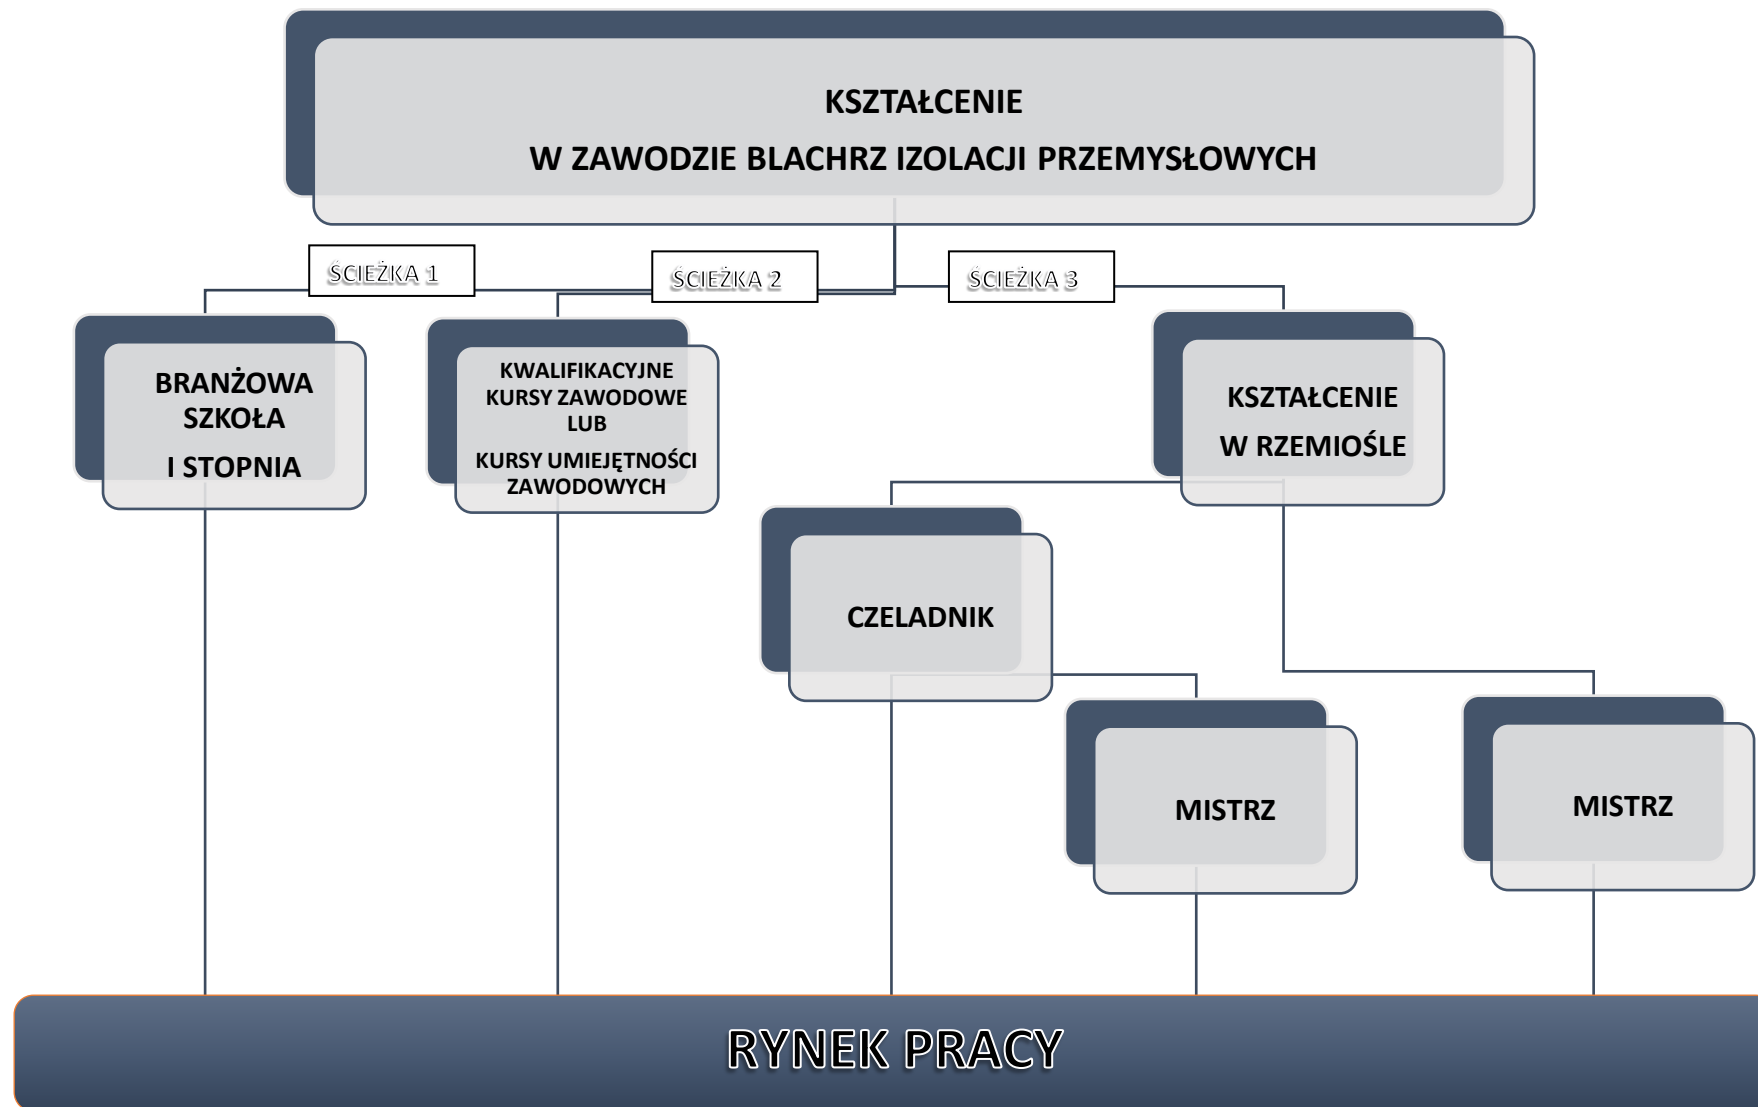 KSZTAŁCENIE
W ZAWODZIE BLACHRZ IZOLACJI PRZEMYSŁOWYCH
ŚCIEŻKA 1
ŚCIEŻKA 2
ŚCIEŻKA 3
BRANŻOWA
SZKOŁA
I STOPNIA
KWALIFIKACYJNE
KURSY ZAWODOWE
LUB
KURSY UMIEJĘTNOŚCI
ZAWODOWYCH
KSZTAŁCENIE
W RZEMIOŚLE
CZELADNIK
MISTRZ
MISTRZ
RYNEK PRACY